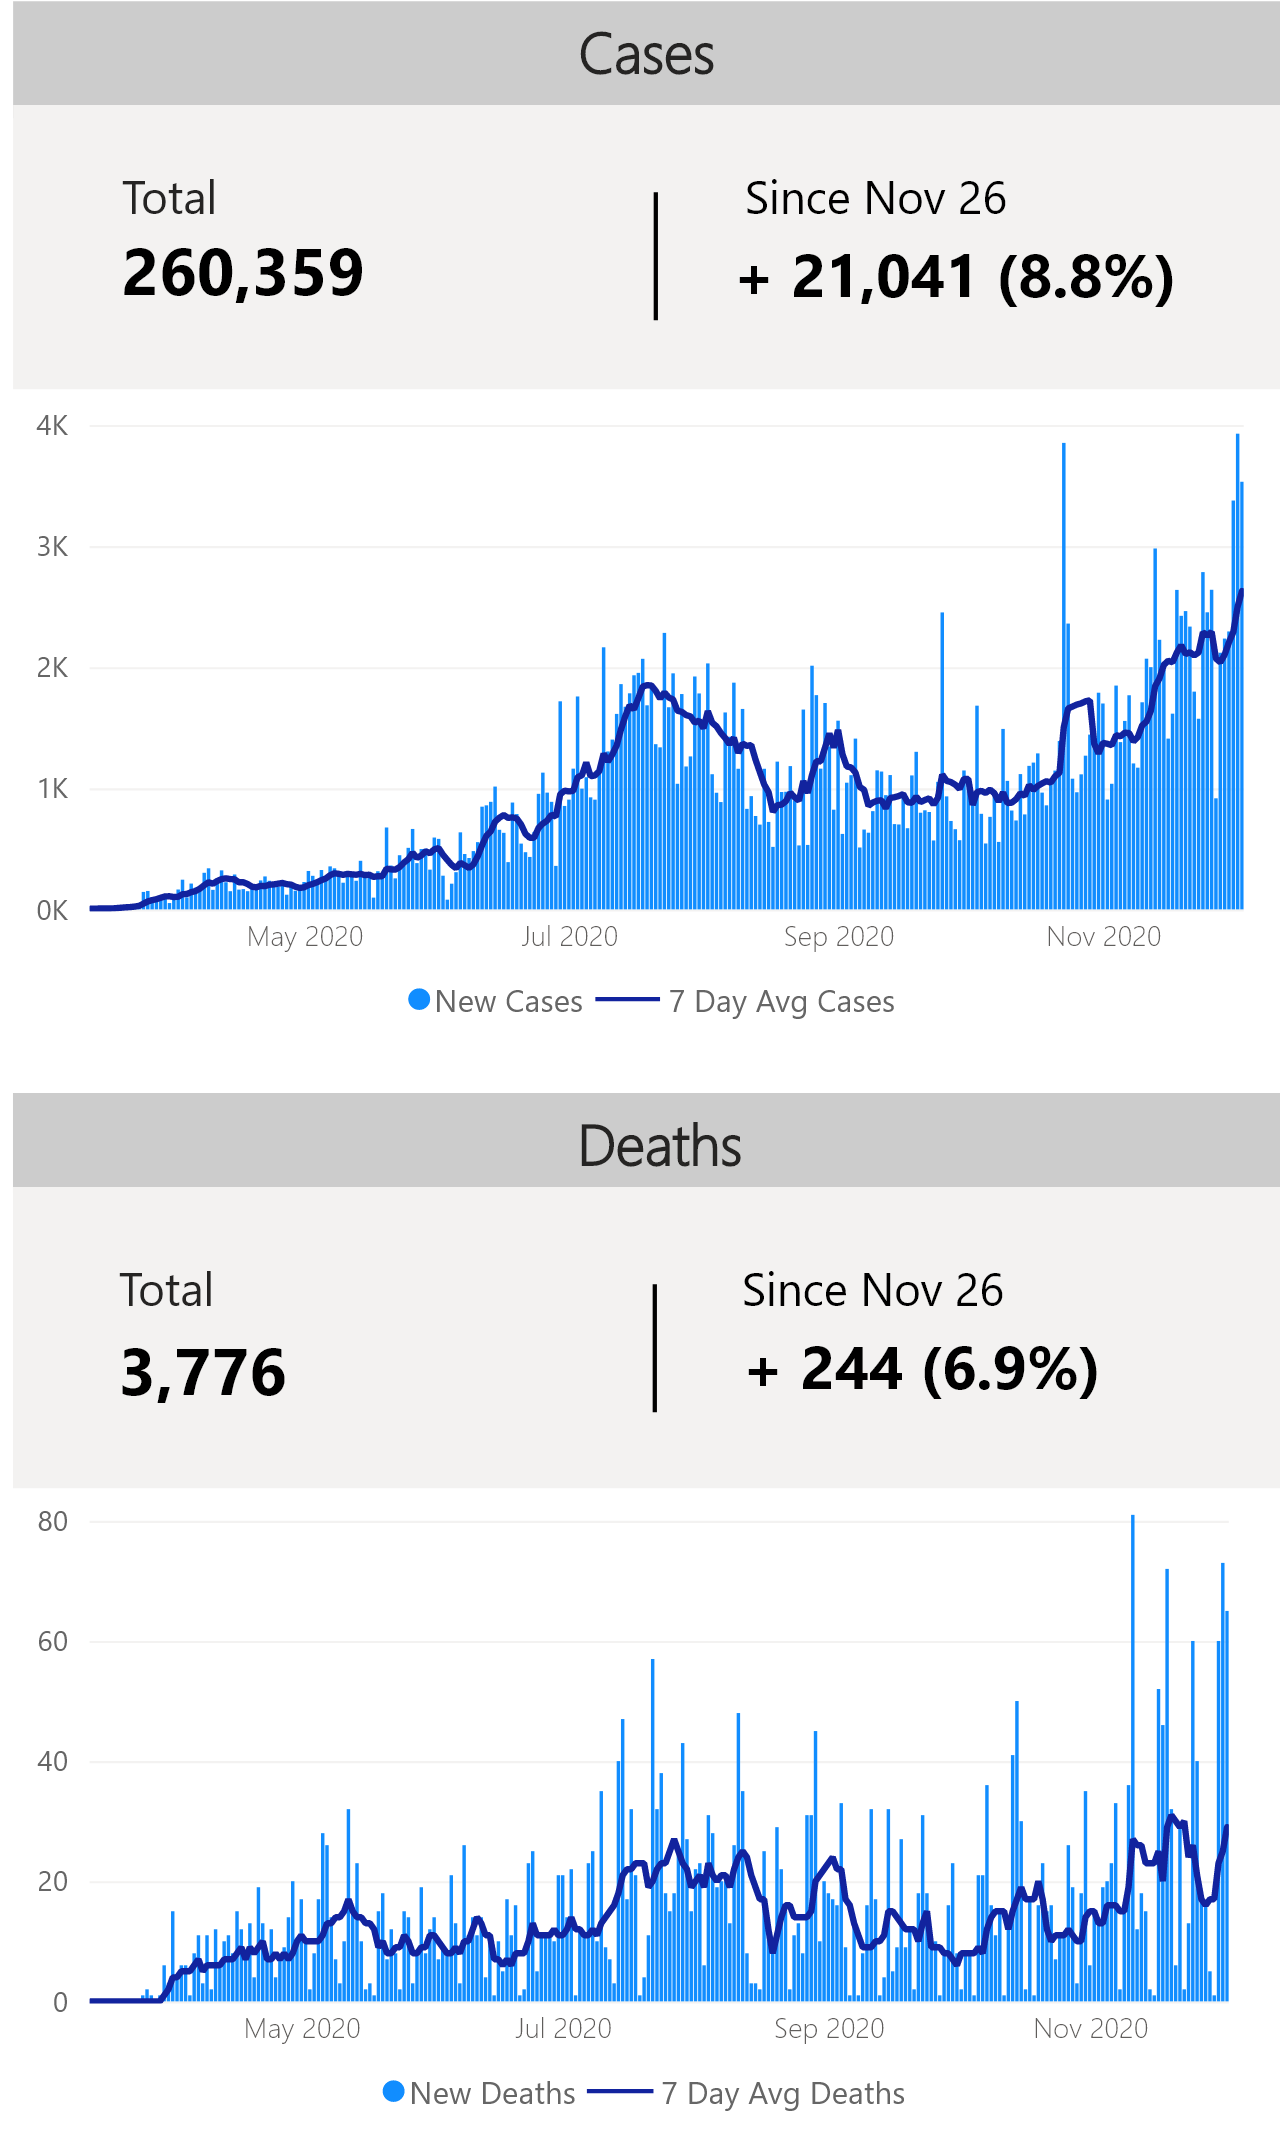 Cases
Total
Since Nov 26
260,359
+ 21,041 (8.8%)
4K
3K
2K
1K
0K
May 2020
Jul 2020
Sep 2020
Nov 2020
New Cases
7 Day Avg Cases
Deaths
Total
Since Nov 26
3,776
+ 244 (6.9%)
80
60
40
20
0
May 2020
Jul 2020
Sep 2020
Nov 2020
New Deaths
7 Day Avg Deaths